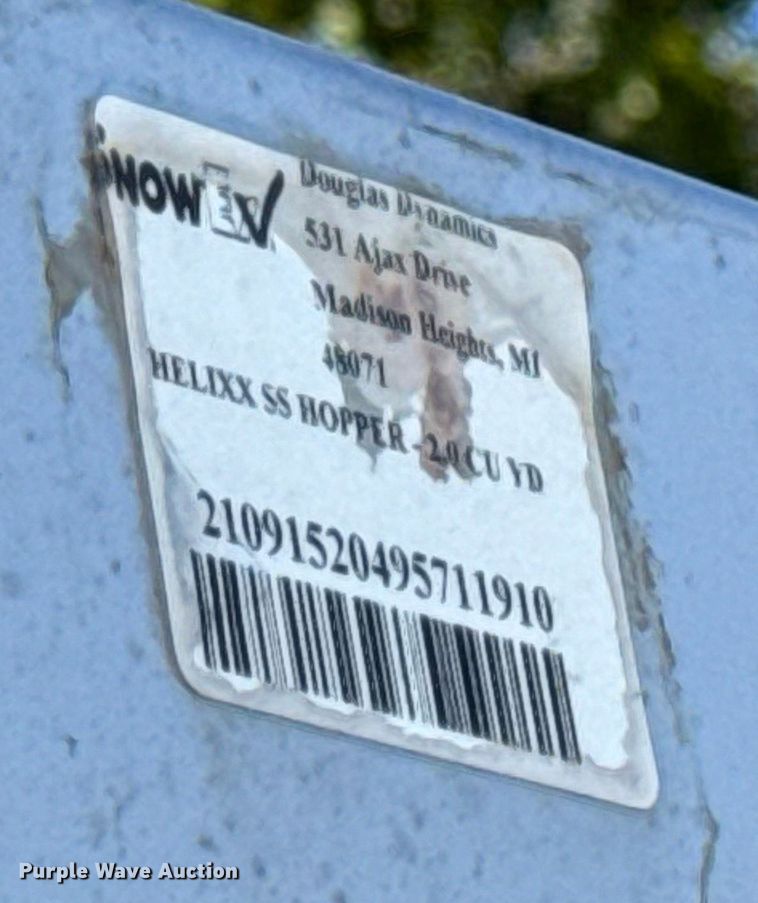 SNOWEX
Douglas Dynamics
531 Ajax Drive
Madison Heights, MI
48071
HELIXX SS HOPPER - 2.0 CU YD
21091520495711910
Purple Wave Auction